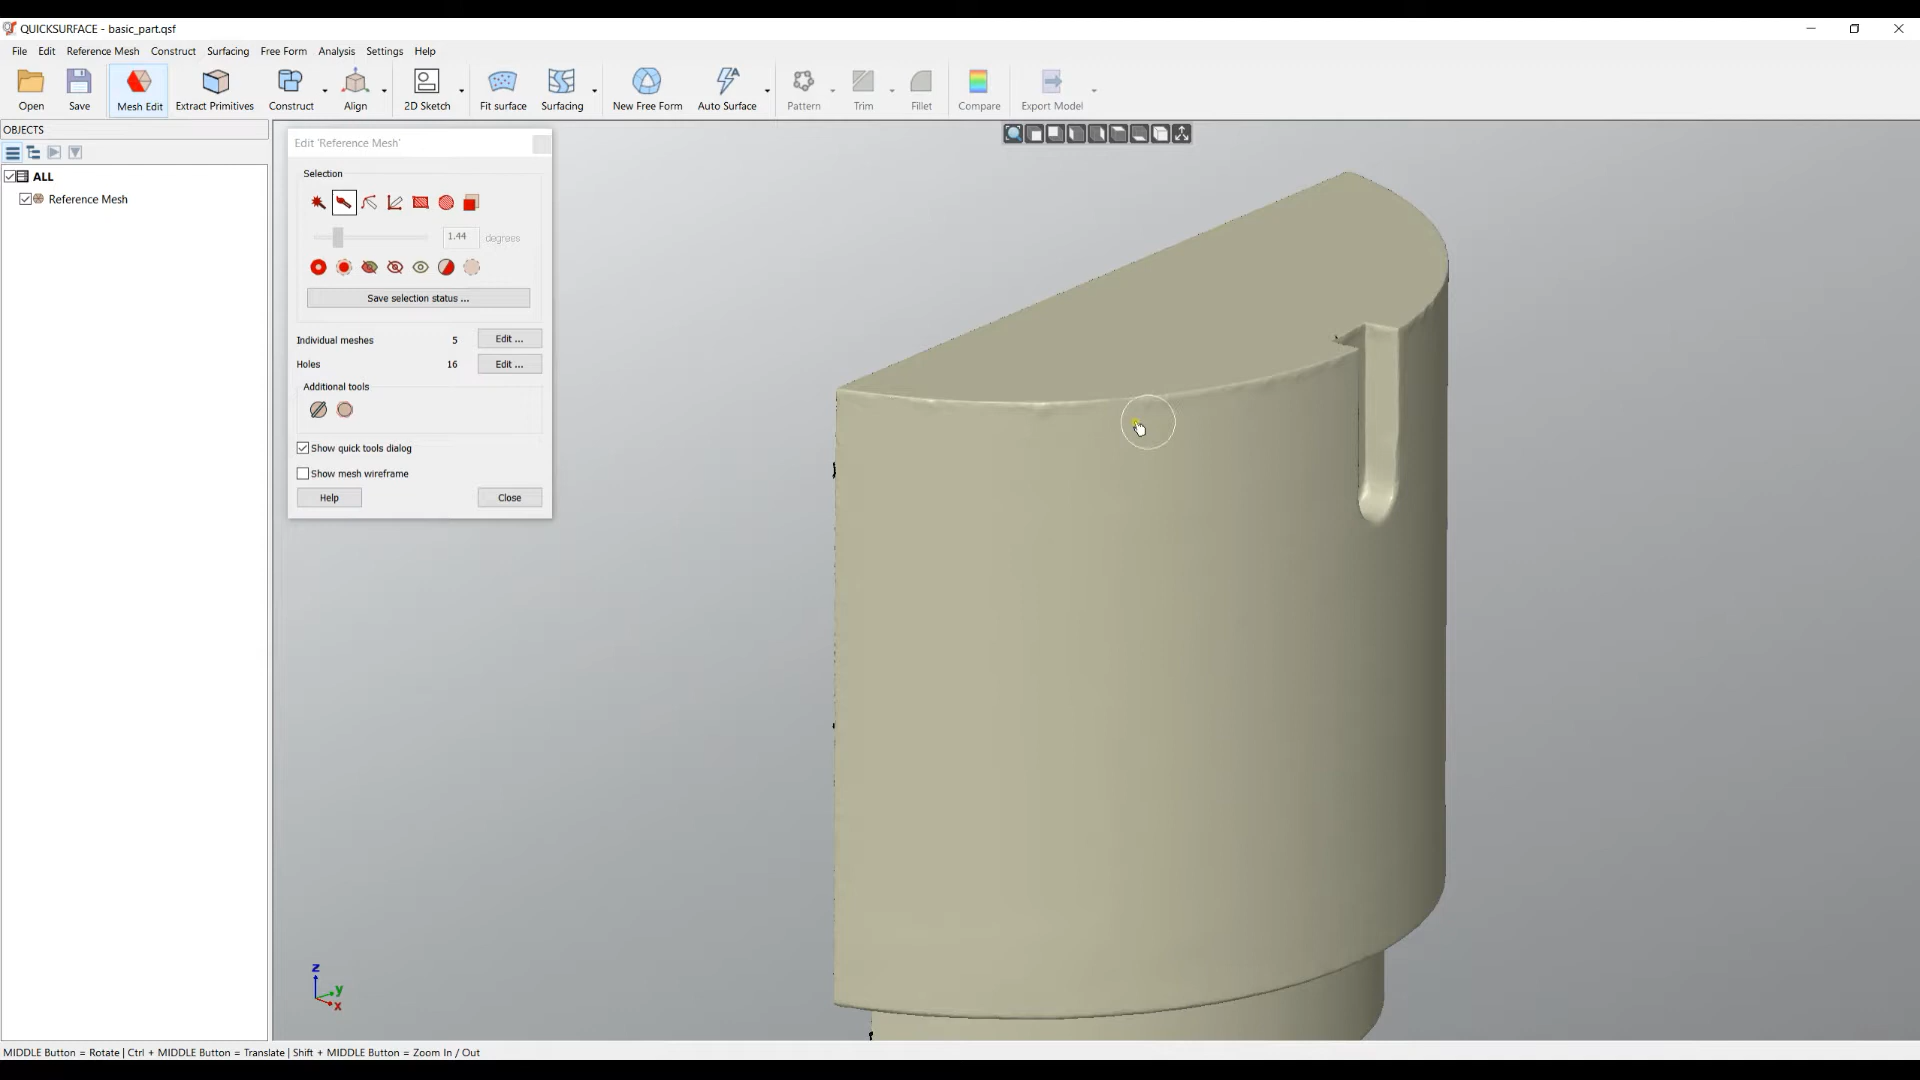 QUICKSURFACE - basic_part.qsf
File Edit Reference Mesh Construct Surfacing Free Form Analysis Settings Help
Open Save Mesh Edit Extract Primitives Construct Align 2D Sketch Fit surface Surfacing New Free Form Auto Surface Pattern Trim Fillet Compare Export Model
OBJECTS
ALL
Reference Mesh
Edit 'Reference Mesh'
Selection
1.44 degrees
Save selection status ...
Individual meshes 5 Edit ...
Holes 16 Edit ...
Additional tools
Show quick tools dialog
Show mesh wireframe
Help Close
z
y
x
MIDDLE Button = Rotate | Ctrl + MIDDLE Button = Translate | Shift + MIDDLE Button = Zoom In / Out